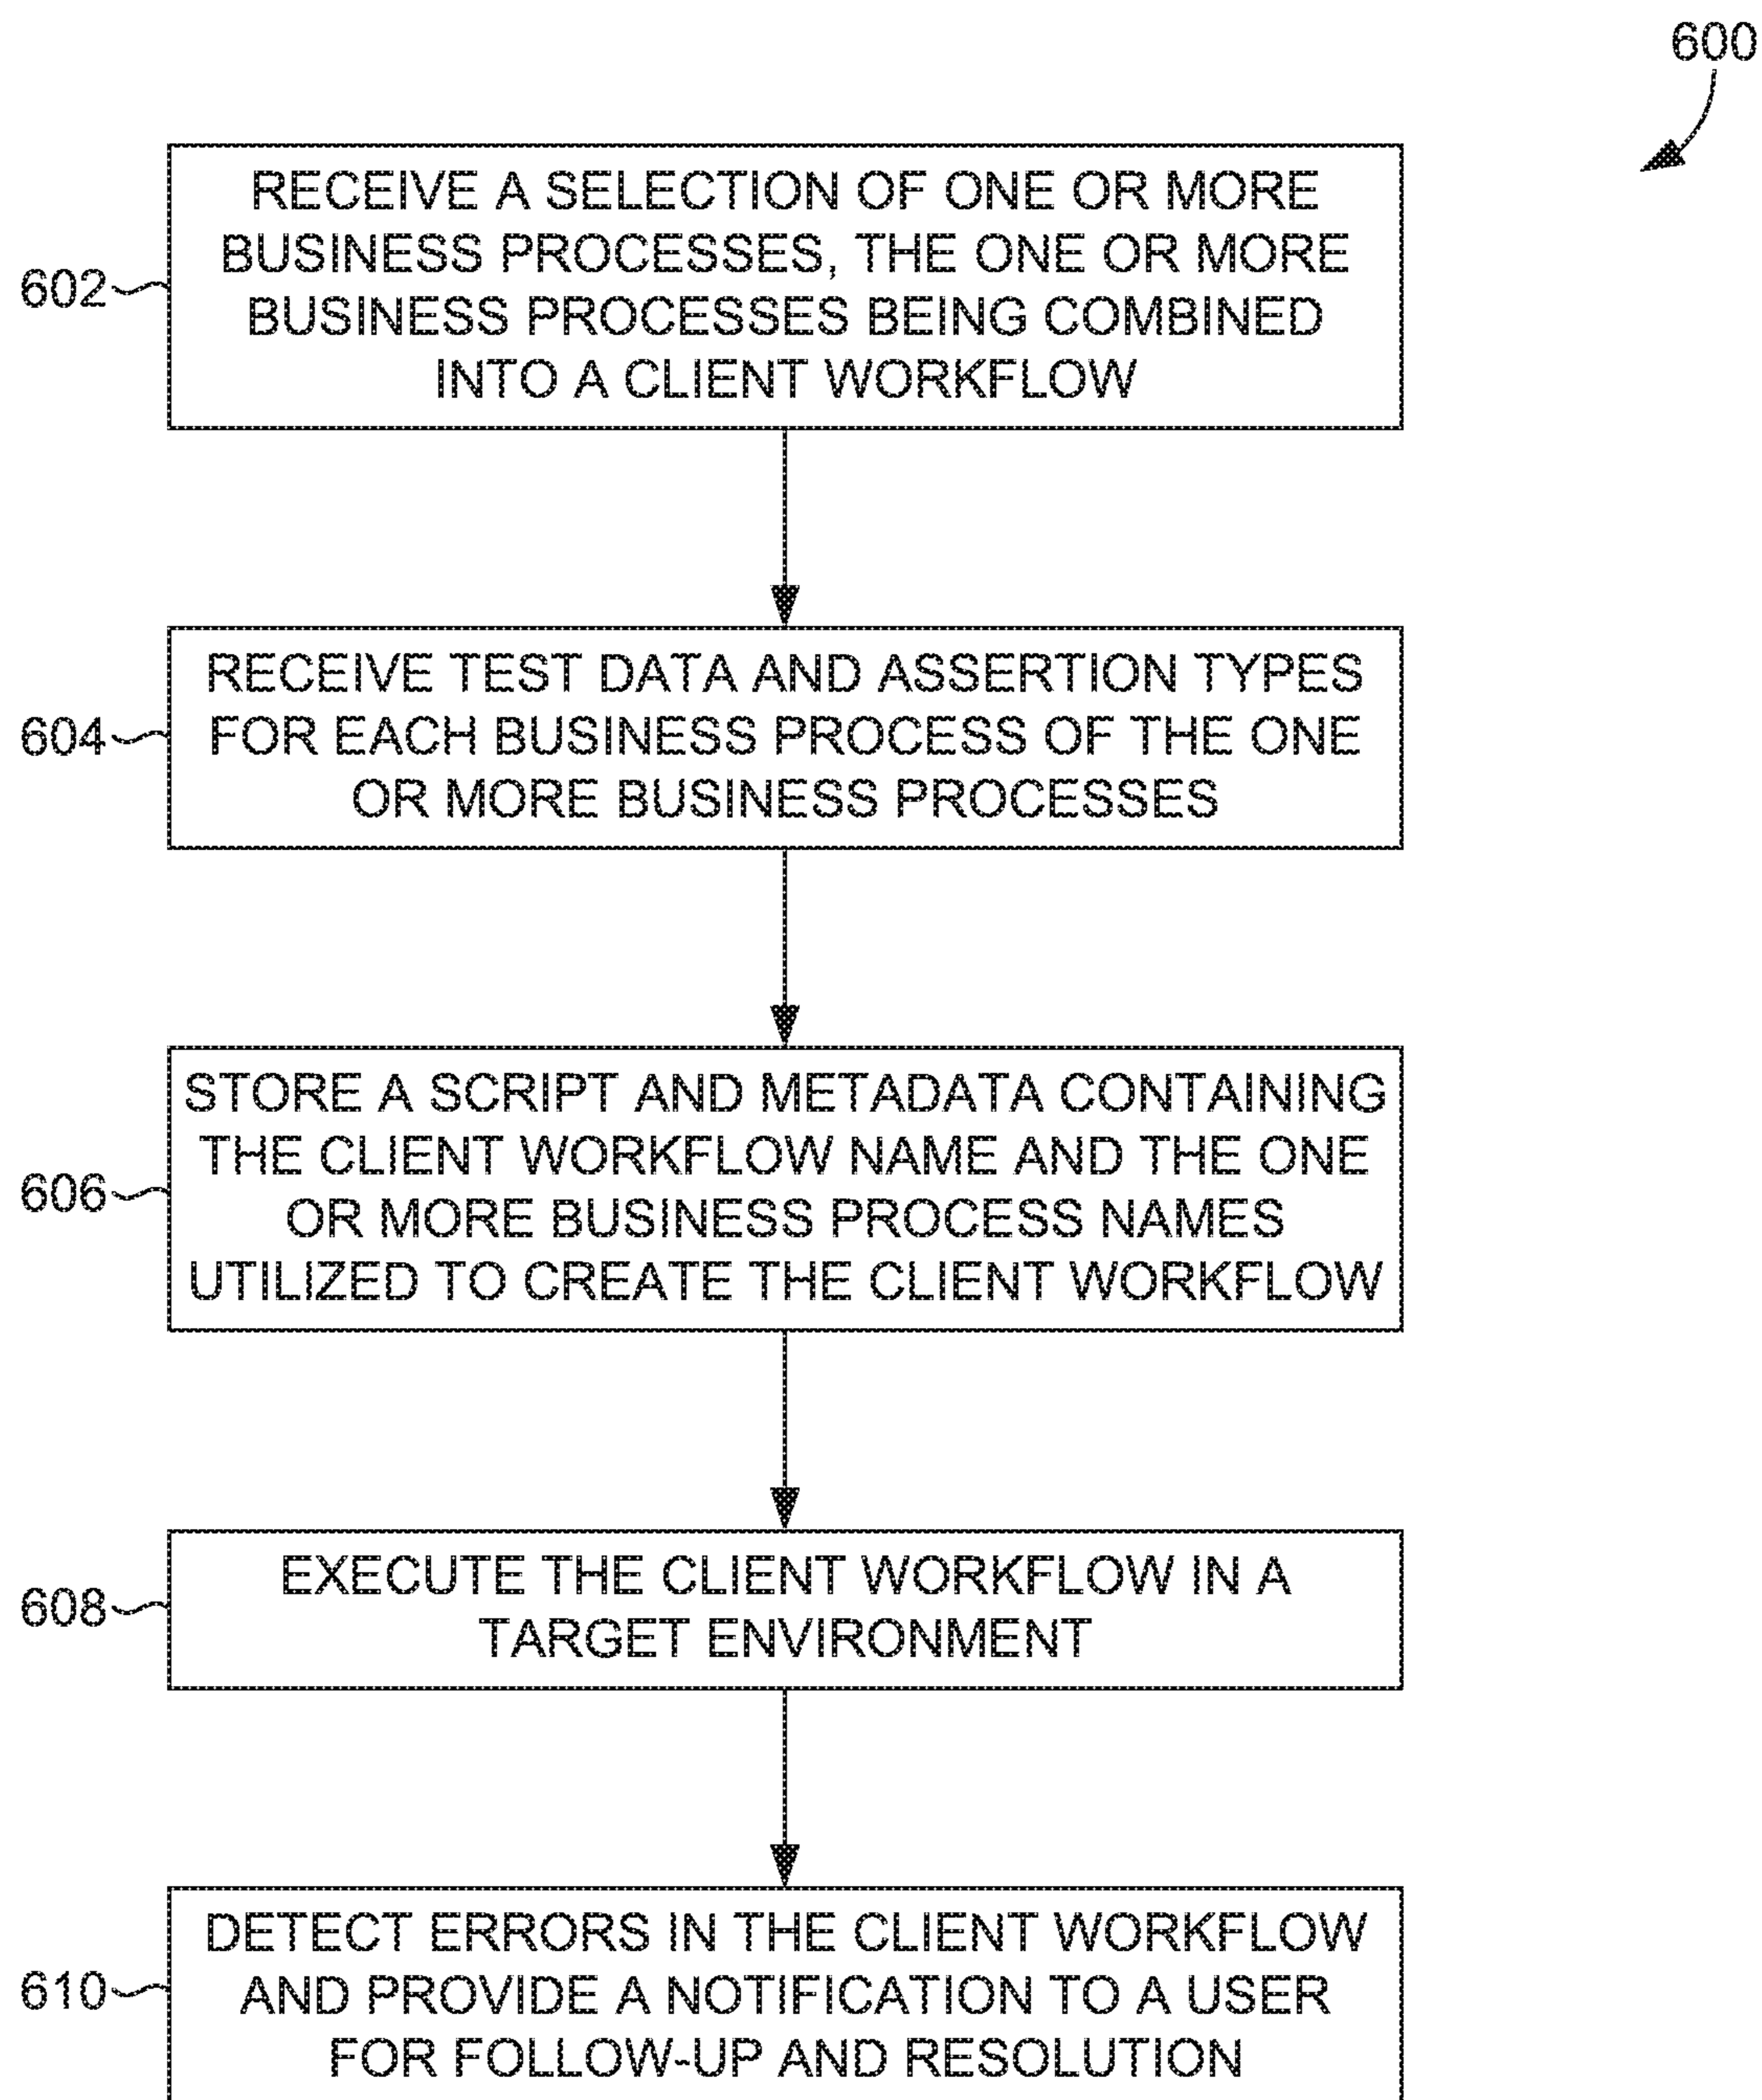 600
RECEIVE A SELECTION OF ONE OR MORE
BUSINESS PROCESSES, THE ONE OR MORE
BUSINESS PROCESSES BEING COMBINED
INTO A CLIENT WORKFLOW
602
RECEIVE TEST DATA AND ASSERTION TYPES
FOR EACH BUSINESS PROCESS OF THE ONE
OR MORE BUSINESS PROCESSES
604
STORE A SCRIPT AND METADATA CONTAINING
THE CLIENT WORKFLOW NAME AND THE ONE
OR MORE BUSINESS PROCESS NAMES
UTILIZED TO CREATE THE CLIENT WORKFLOW
606
EXECUTE THE CLIENT WORKFLOW IN A
TARGET ENVIRONMENT
608
DETECT ERRORS IN THE CLIENT WORKFLOW
AND PROVIDE A NOTIFICATION TO A USER
FOR FOLLOW-UP AND RESOLUTION
610